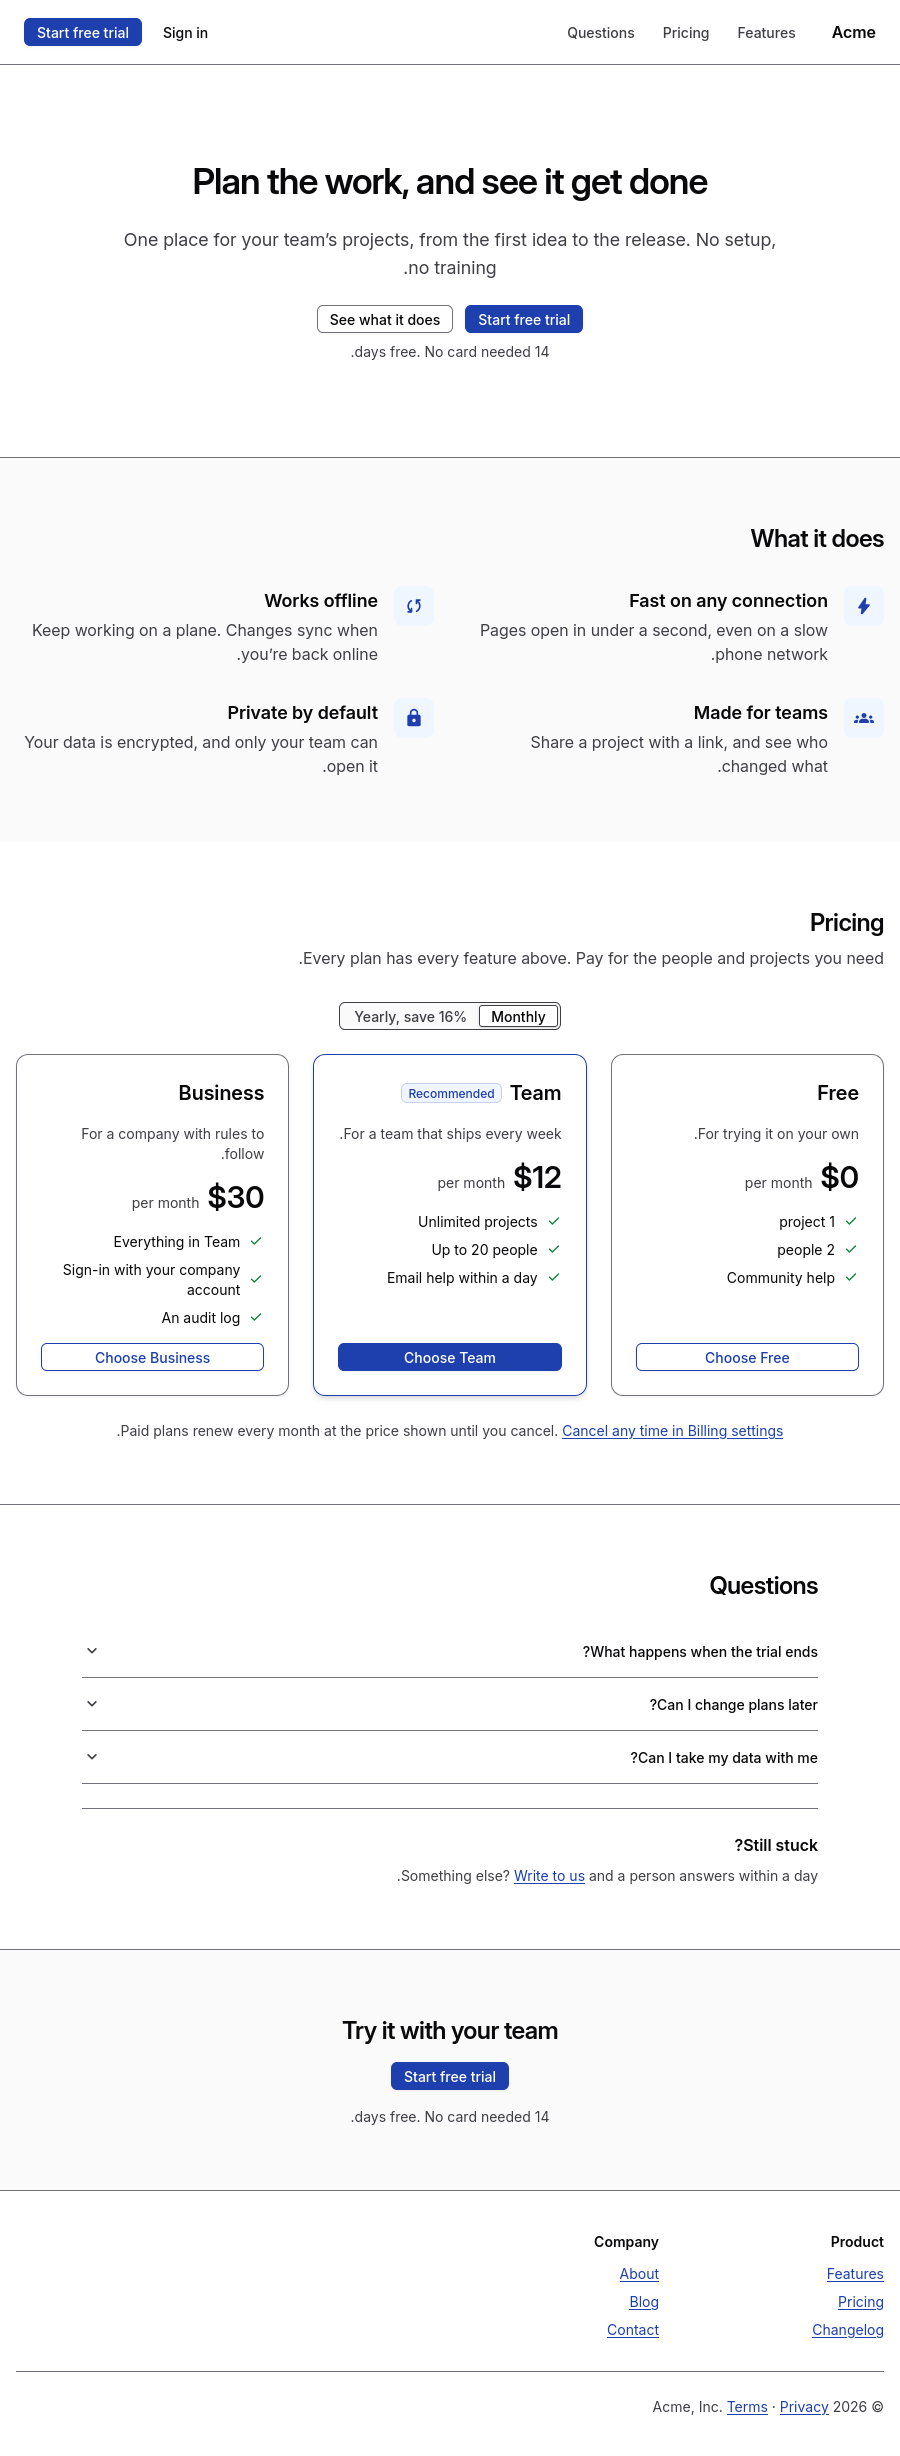 Acme
Features
Pricing
Questions
Sign in
Start free trial
Plan the work, and see it get done
One place for your team’s projects, from the first idea to the release. No setup,
.no training
Start free trial
See what it does
.days free. No card needed 14
What it does
Fast on any connection
Pages open in under a second, even on a slow
.phone network
Works offline
Keep working on a plane. Changes sync when
.you’re back online
Made for teams
Share a project with a link, and see who
.changed what
Private by default
Your data is encrypted, and only your team can
.open it
Pricing
.Every plan has every feature above. Pay for the people and projects you need
Monthly
Yearly, save 16%
Free
.For trying it on your own
$0 per month
project 1
people 2
Community help
Choose Free
Team
Recommended
.For a team that ships every week
$12 per month
Unlimited projects
Up to 20 people
Email help within a day
Choose Team
Business
For a company with rules to
.follow
$30 per month
Everything in Team
Sign-in with your company
account
An audit log
Choose Business
.Paid plans renew every month at the price shown until you cancel. Cancel any time in Billing settings
Questions
?What happens when the trial ends
?Can I change plans later
?Can I take my data with me
?Still stuck
.Something else? Write to us and a person answers within a day
Try it with your team
Start free trial
.days free. No card needed 14
Product
Features
Pricing
Changelog
Company
About
Blog
Contact
Acme, Inc. Terms · Privacy 2026 ©